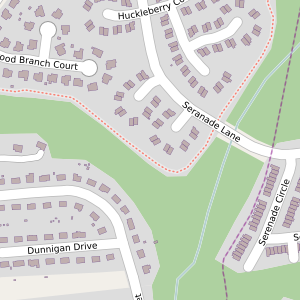 Huckleberry Co
ood Branch Court
Seranade Lane
Serenade Circle
S
Dunnigan Drive